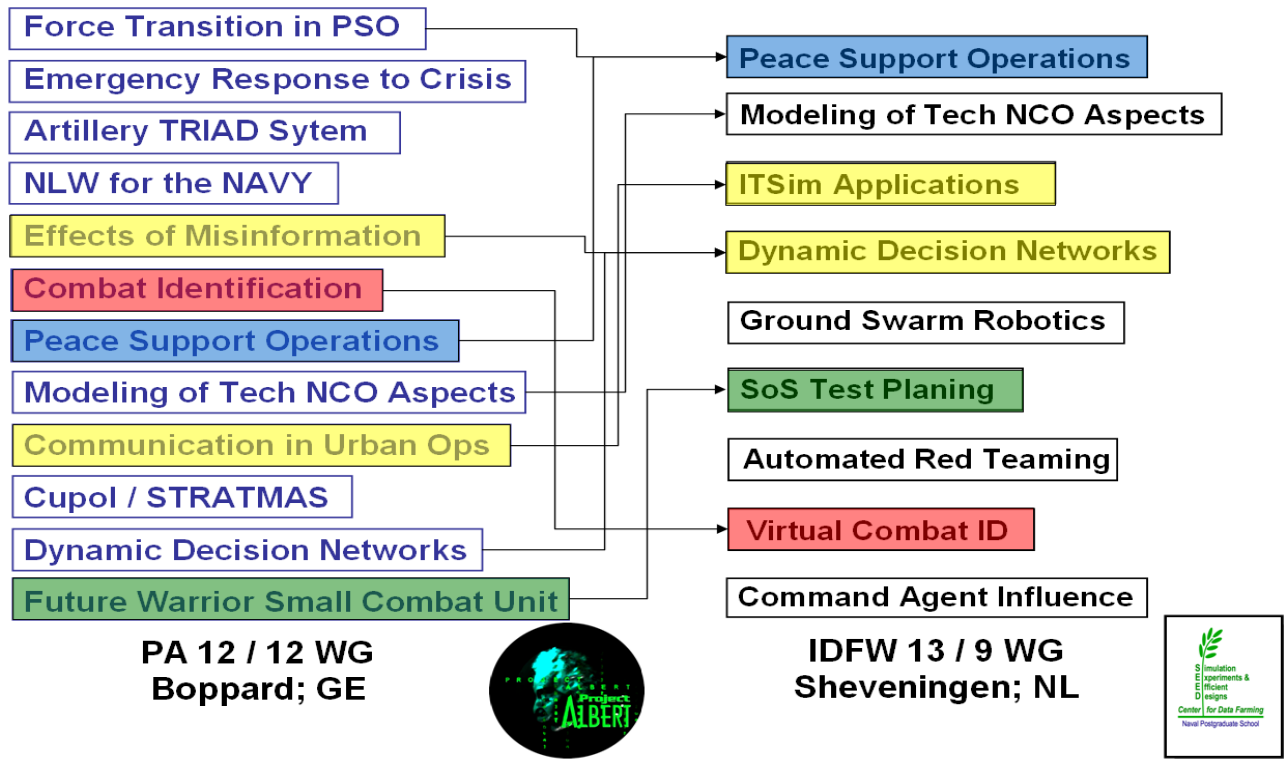 Force Transition in PSO
Emergency Response to Crisis
Artillery TRIAD Sytem
NLW for the NAVY
Effects of Misinformation
Combat Identification
Peace Support Operations
Modeling of Tech NCO Aspects
Communication in Urban Ops
Cupol / STRATMAS
Dynamic Decision Networks
Future Warrior Small Combat Unit
PA 12 / 12 WG
Boppard; GE
PROJECT
ALBERT
Project
ALBERT
Peace Support Operations
Modeling of Tech NCO Aspects
ITSim Applications
Dynamic Decision Networks
Ground Swarm Robotics
SoS Test Planing
Automated Red Teaming
Virtual Combat ID
Command Agent Influence
IDFW 13 / 9 WG
Sheveningen; NL
Simulation
Experiments &
Efficient
Designs
Center for Data Farming
Naval Postgraduate School